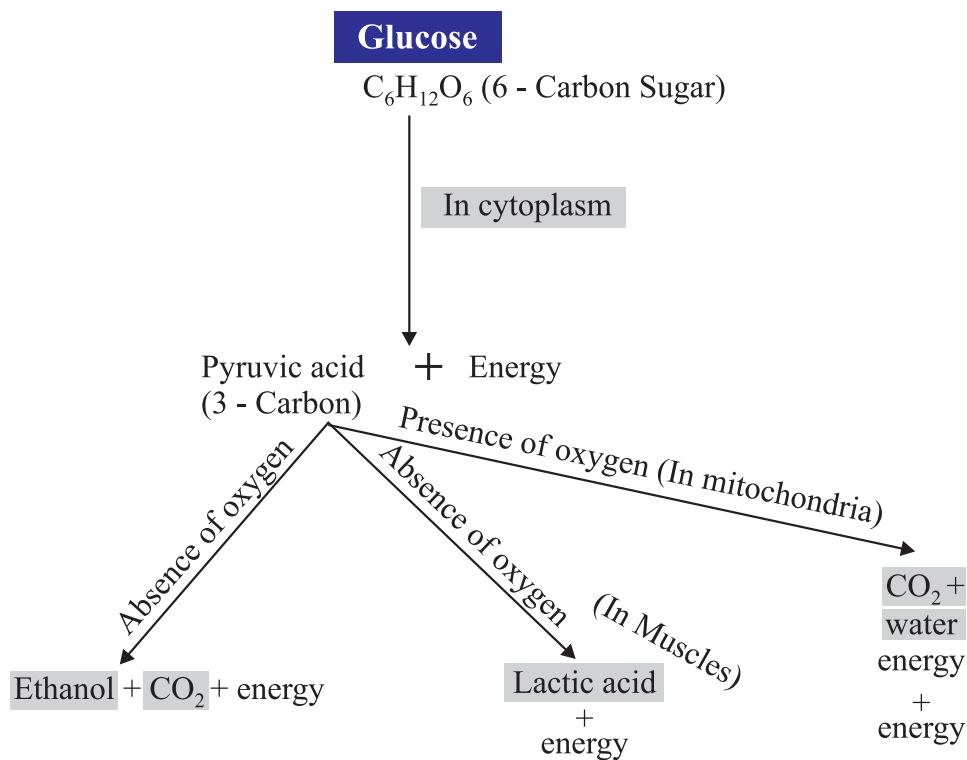 Glucose
C₆H₁₂O₆ (6 - Carbon Sugar)
In cytoplasm
Pyruvic acid + Energy
(3 - Carbon)
Absence of oxygen
Absence of oxygen
(In Muscles)
Presence of oxygen (In mitochondria)
Ethanol + CO₂ + energy
Lactic acid
+
energy
CO₂ +
water
energy
+
energy